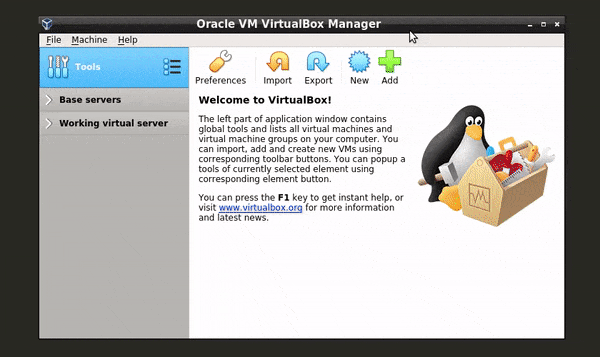 Oracle VM VirtualBox Manager
File Machine Help
Tools
Base servers
Working virtual server
Preferences Import Export New Add
Welcome to VirtualBox!
The left part of application window contains
global tools and lists all virtual machines and
virtual machine groups on your computer. You
can import, add and create new VMs using
corresponding toolbar buttons. You can popup a
tools of currently selected element using
corresponding element button.
You can press the F1 key to get instant help, or
visit www.virtualbox.org for more information
and latest news.